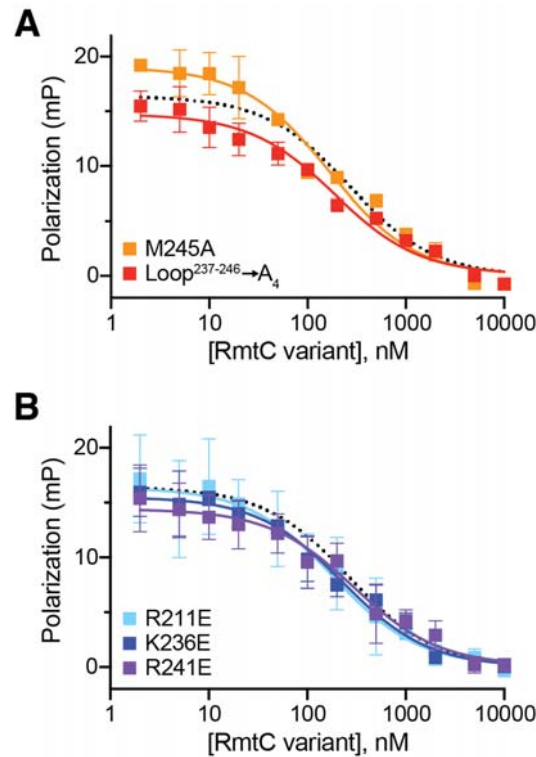 A
Polarization (mP)
20
10
0
M245A
Loop²³⁷⁻²⁴⁶→A₄
1 10 100 1000 10000
[RmtC variant], nM
B
Polarization (mP)
20
10
0
R211E
K236E
R241E
1 10 100 1000 10000
[RmtC variant], nM